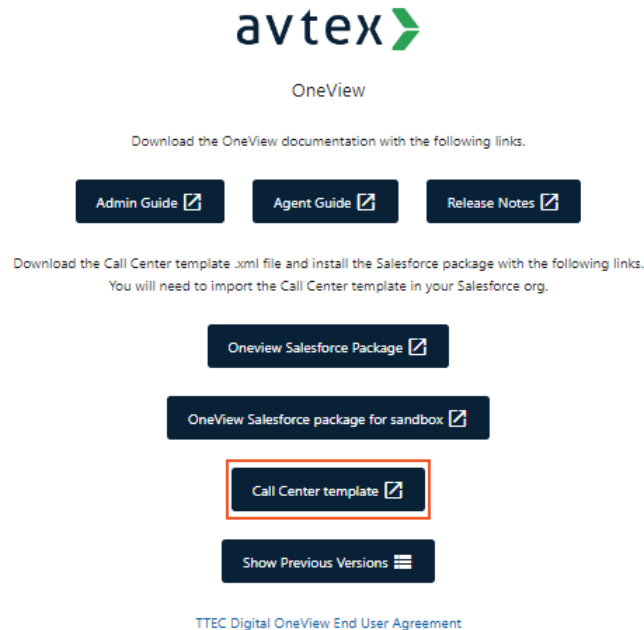 avtex
OneView
Download the OneView documentation with the following links.
Admin Guide
Agent Guide
Release Notes
Download the Call Center template .xml file and install the Salesforce package with the following links.
You will need to import the Call Center template in your Salesforce org.
Oneview Salesforce Package
OneView Salesforce package for sandbox
Call Center template
Show Previous Versions
TTEC Digital OneView End User Agreement